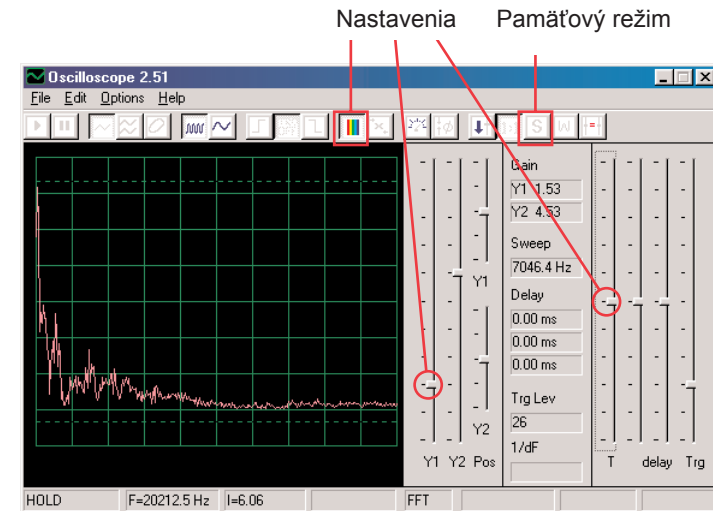 Nastavenia Pamäťový režim
Oscilloscope 2.51
File Edit Options Help
S W
Gain
Y1 1.53
Y2 4.53
Sweep
7046.4 Hz
Y1
Delay
0.00 ms
0.00 ms
0.00 ms
Trg Lev
26
Y2
1/dF
Y1 Y2 Pos
T delay Trg
HOLD F=20212.5 Hz I=6.06 FFT